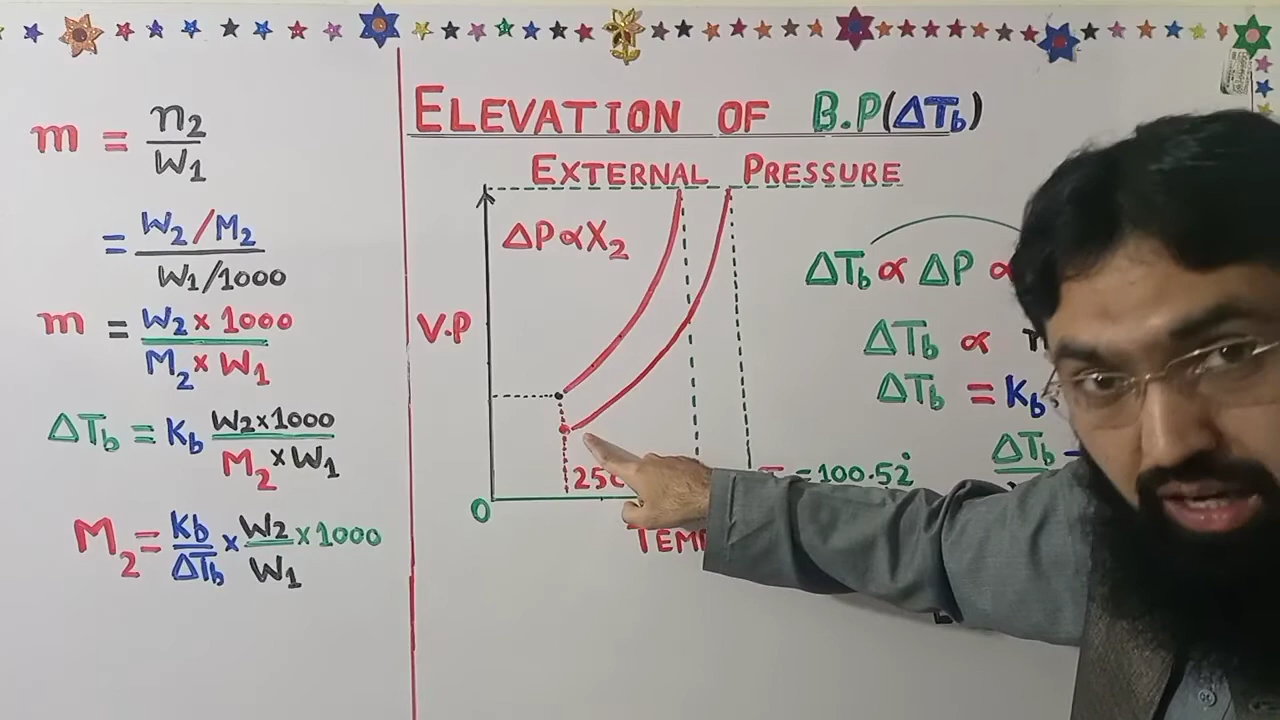 m = n2/W1
= W2/M2 / W1/1000
m = W2 x 1000 / M2 x W1
ΔTb = Kb W2 x 1000 / M2 x W1
M2 = Kb/ΔTb x W2/W1 x 1000
ELEVATION OF B.P (ΔTb)
EXTERNAL PRESSURE
ΔP ∝ X2
V.P
0
100.52
ΔTb ∝ ΔP ∝
ΔTb ∝
ΔTb = Kb
ΔTb